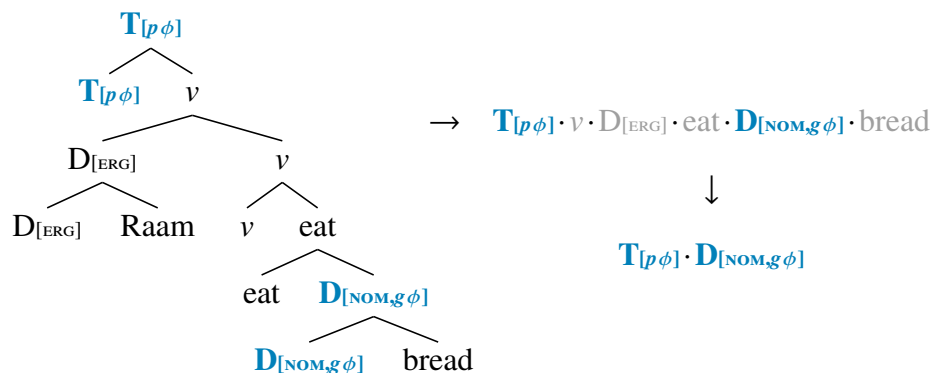 T[pϕ]
T[pϕ] v
D[ERG] v
D[ERG] Raam v eat
eat D[NOM,gϕ]
D[NOM,gϕ] bread
→ T[pϕ] · v · D[ERG] · eat · D[NOM,gϕ] · bread
↓
T[pϕ] · D[NOM,gϕ]